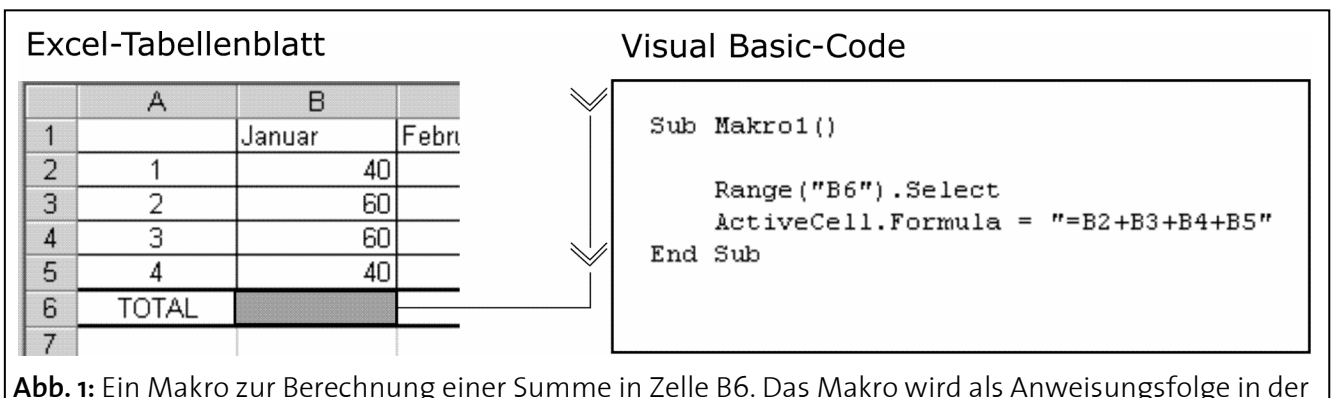 Excel-Tabellenblatt
A B
1 Januar Febru
2 1 40
3 2 60
4 3 60
5 4 40
6 TOTAL
7
Visual Basic-Code
Sub Makro1()
Range("B6").Select
ActiveCell.Formula = "=B2+B3+B4+B5"
End Sub
Abb. 1: Ein Makro zur Berechnung einer Summe in Zelle B6. Das Makro wird als Anweisungsfolge in der